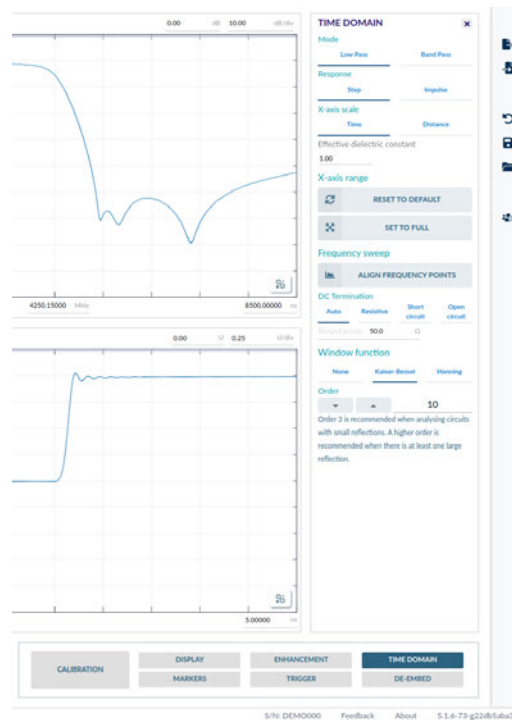 0.00 dB 10.00 dB/div
TIME DOMAIN
Mode
Low Pass Band Pass
Response
Step Impulse
X-axis scale
Time Distance
Effective dielectric constant
1.00
X-axis range
RESET TO DEFAULT
SET TO FULL
Frequency sweep
ALIGN FREQUENCY POINTS
DC Termination
Auto Resistive Short circuit Open circuit
Resistance 50.0 Ω
Window function
None Kaiser-Bessel Hanning
Order
10
Order 3 is recommended when analysing circuits
with small reflections. A higher order is
recommended when there is at least one large
reflection.
4250.15000 MHz 8500.00000
0.00 U 0.25 U/div
5.00000 ns
CALIBRATION
DISPLAY ENHANCEMENT TIME DOMAIN
MARKERS TRIGGER DE-EMBED
S/N: DEMO000 Feedback About 5.1.6-73-g22db5aba3